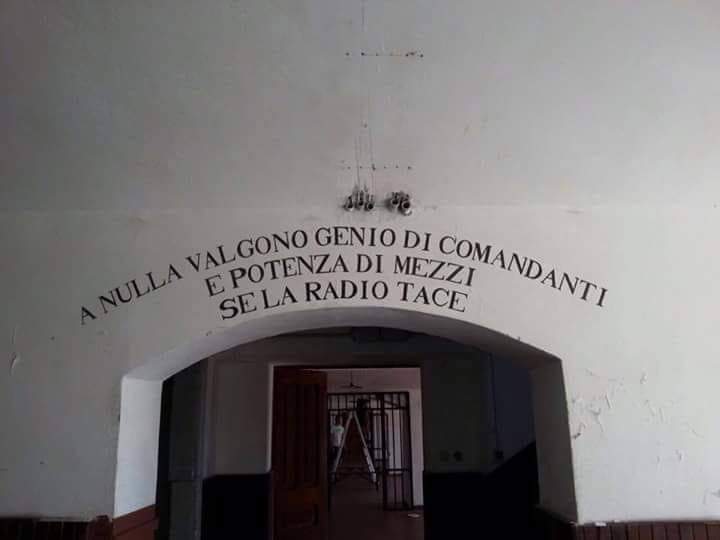 A NULLA VALGONO GENIO DI COMANDANTI
E POTENZA DI MEZZI
SE LA RADIO TACE